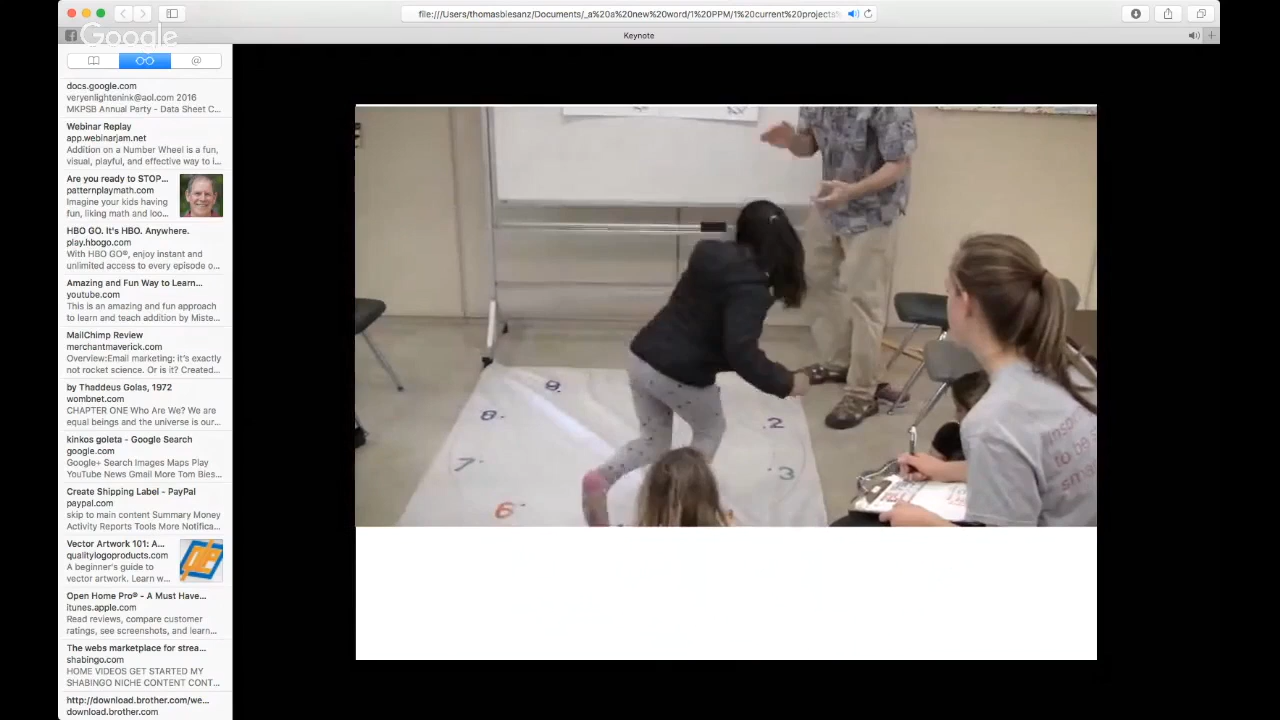 file:///Users/thomasbiesanz/Documents/_a%20a%20new%20word/1%20PPM/1%20current%20projects%
Google
Keynote
@
docs.google.com
veryenlightenink@aol.com 2016
MKPSB Annual Party - Data Sheet C...
Webinar Replay
app.webinarjam.net
Addition on a Number Wheel is a fun,
visual, playful, and effective way to i...
Are you ready to STOP...
patternplaymath.com
Imagine your kids having
fun, liking math and loo...
HBO GO. It's HBO. Anywhere.
play.hbogo.com
With HBO GO®, enjoy instant and
unlimited access to every episode o...
Amazing and Fun Way to Learn...
youtube.com
This is an amazing and fun approach
to learn and teach addition by Miste...
MailChimp Review
merchantmaverick.com
Overview:Email marketing: it's exactly
not rocket science. Or is it? Created...
by Thaddeus Golas, 1972
wombnet.com
CHAPTER ONE Who Are We? We are
equal beings and the universe is our...
kinkos goleta - Google Search
google.com
Google+ Search Images Maps Play
YouTube News Gmail More Tom Bies...
Create Shipping Label - PayPal
paypal.com
skip to main content Summary Money
Activity Reports Tools More Notifica...
Vector Artwork 101: A...
qualitylogoproducts.com
A beginner's guide to
vector artwork. Learn w...
Open Home Pro® - A Must Have...
itunes.apple.com
Read reviews, compare customer
ratings, see screenshots, and learn...
The webs marketplace for strea...
shabingo.com
HOME VIDEOS GET STARTED MY
SHABINGO NICHE CONTENT CONT...
http://download.brother.com/we...
download.brother.com
9
8
2
7
3
6
to be
sma